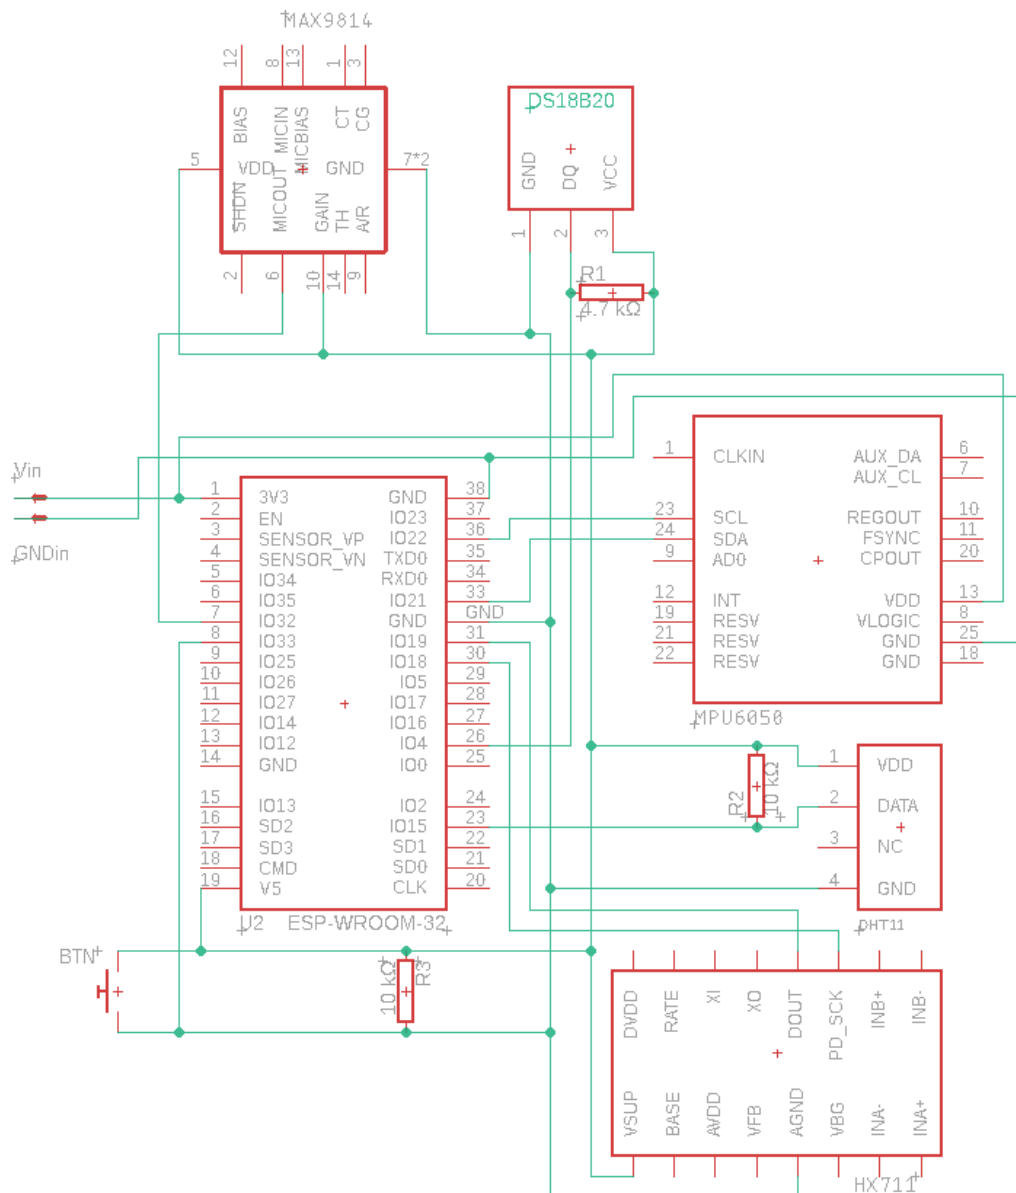 MAX9814
12
8
13
1
3
BIAS
MICIN
MICBIAS
CT
CG
5
VDD
GND
7*2
SHDN
MICOUT
GAIN
TH
A/R
2
6
10
14
9
DS18B20
GND
DQ
VCC
1
2
3
R1
4.7 kΩ
Vin
GNDin
1 3V3
2 EN
3 SENSOR_VP
4 SENSOR_VN
5 IO34
6 IO35
7 IO32
8 IO33
9 IO25
10 IO26
11 IO27
12 IO14
13 IO12
14 GND
15 IO13
16 SD2
17 SD3
18 CMD
19 V5
GND 38
IO23 37
IO22 36
TXD0 35
RXD0 34
IO21 33
GND GND
IO19 31
IO18 30
IO5 29
IO17 28
IO16 27
IO4 26
IO0 25
IO2 24
IO15 23
SD1 22
SD0 21
CLK 20
U2 ESP-WROOM-32
1 CLKIN
23 SCL
24 SDA
9 AD0
12 INT
19 RESV
21 RESV
22 RESV
AUX_DA 6
AUX_CL 7
REGOUT 10
FSYNC 11
CPOUT 20
VDD 13
VLOGIC 8
GND 25
GND 18
MPU6050
R2
10 kΩ
1 VDD
2 DATA
3 NC
4 GND
DHT11
BTN
10 kΩ
R3
DVDD
RATE
XI
XO
DOUT
PD_SCK
INB+
INB-
VSUP
BASE
AVDD
VFB
AGND
VBG
INA-
INA+
HX711